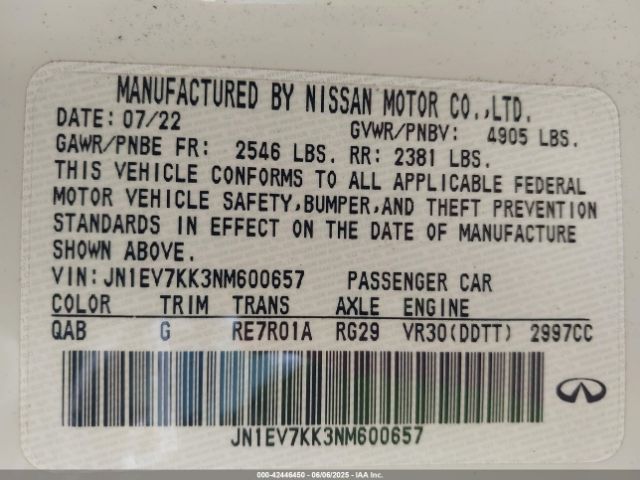 MANUFACTURED BY NISSAN MOTOR CO.,LTD.
DATE: 07/22 GVWR/PNBV: 4905 LBS.
GAWR/PNBE FR: 2546 LBS. RR: 2381 LBS.
THIS VEHICLE CONFORMS TO ALL APPLICABLE FEDERAL
MOTOR VEHICLE SAFETY,BUMPER,AND THEFT PREVENTION
STANDARDS IN EFFECT ON THE DATE OF MANUFACTURE
SHOWN ABOVE.
VIN:JN1EV7KK3NM600657 PASSENGER CAR
COLOR TRIM TRANS AXLE ENGINE
QAB G RE7R01A RG29 VR30(DDTT) 2997CC
JN1EV7KK3NM600657
000-42446450 - 06/06/2025 - IAAI Inc.